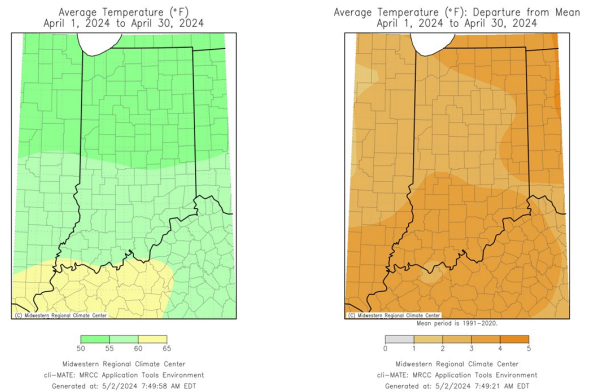 Average Temperature (°F)
April 1, 2024 to April 30, 2024
(C) Midwestern Regional Climate Center
50 55 60 65
Midwestern Regional Climate Center
cli-MATE: MRCC Application Tools Environment
Generated at: 5/2/2024 7:49:58 AM EDT
Average Temperature (°F): Departure from Mean
April 1, 2024 to April 30, 2024
(C) Midwestern Regional Climate Center
Mean period is 1991-2020.
0 1 2 3 4 5
Midwestern Regional Climate Center
cli-MATE: MRCC Application Tools Environment
Generated at: 5/2/2024 7:49:21 AM EDT